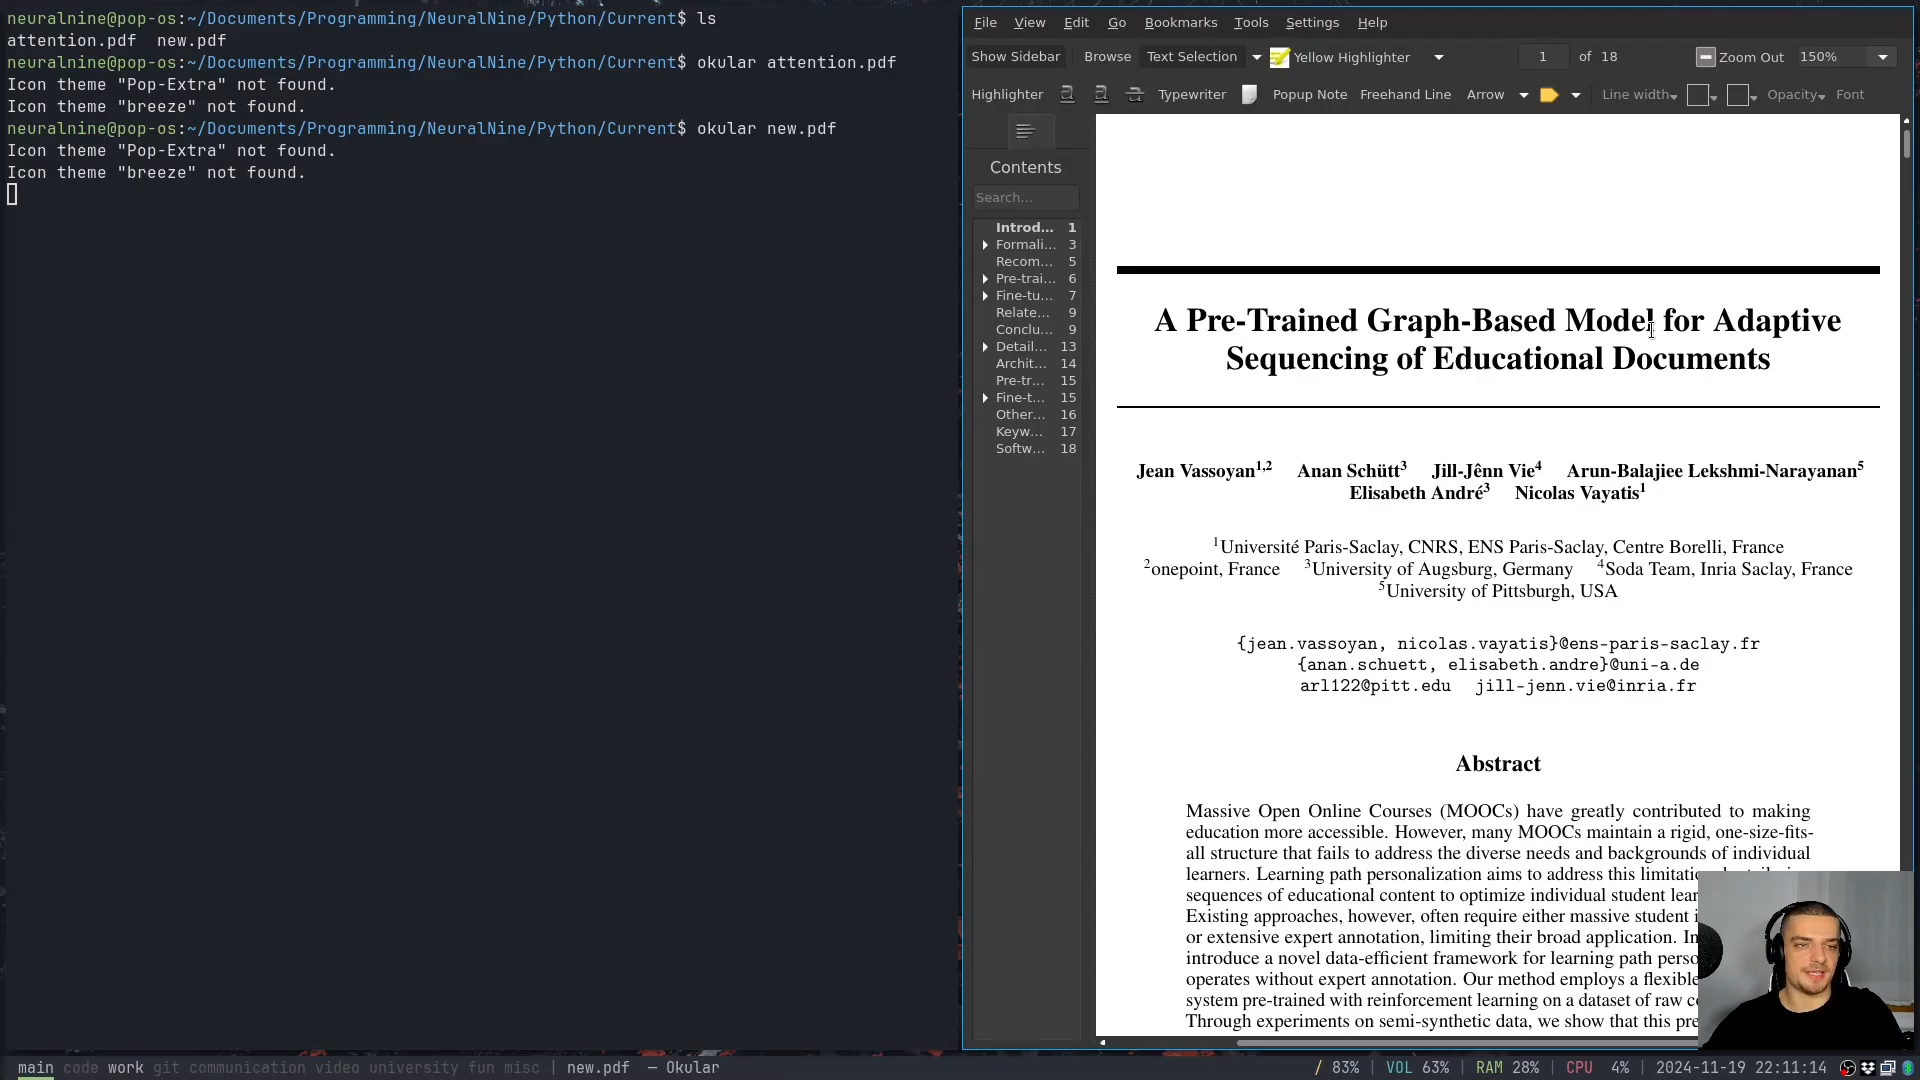 neuralnine@pop-os:~/Documents/Programming/NeuralNine/Python/Current$ ls
attention.pdf  new.pdf
neuralnine@pop-os:~/Documents/Programming/NeuralNine/Python/Current$ okular attention.pdf
Icon theme "Pop-Extra" not found.
Icon theme "breeze" not found.
neuralnine@pop-os:~/Documents/Programming/NeuralNine/Python/Current$ okular new.pdf
Icon theme "Pop-Extra" not found.
Icon theme "breeze" not found.
File View Edit Go Bookmarks Tools Settings Help
Show Sidebar Browse Text Selection Yellow Highlighter 1 of 18 Zoom Out 150%
Highlighter a a a Typewriter Popup Note Freehand Line Arrow Line width Opacity Font
Contents
Search...
Introd... 1
Formali... 3
Recom... 5
Pre-trai... 6
Fine-tu... 7
Relate... 9
Conclu... 9
Detail... 13
Archit... 14
Pre-tr... 15
Fine-t... 15
Other... 16
Keyw... 17
Softw... 18
A Pre-Trained Graph-Based Model for Adaptive
Sequencing of Educational Documents
Jean Vassoyan1,2 Anan Schütt3 Jill-Jênn Vie4 Arun-Balajiee Lekshmi-Narayanan5
Elisabeth André3 Nicolas Vayatis1
1Université Paris-Saclay, CNRS, ENS Paris-Saclay, Centre Borelli, France
2onepoint, France 3University of Augsburg, Germany 4Soda Team, Inria Saclay, France
5University of Pittsburgh, USA
{jean.vassoyan, nicolas.vayatis}@ens-paris-saclay.fr
{anan.schuett, elisabeth.andre}@uni-a.de
arl122@pitt.edu jill-jenn.vie@inria.fr
Abstract
Massive Open Online Courses (MOOCs) have greatly contributed to making
education more accessible. However, many MOOCs maintain a rigid, one-size-fits-
all structure that fails to address the diverse needs and backgrounds of individual
learners. Learning path personalization aims to address this
sequences of educational content to optimize individual student
Existing approaches, however, often require either massive student
or extensive expert annotation, limiting their broad application.
introduce a novel data-efficient framework for learning path
operates without expert annotation. Our method employs a flexible
system pre-trained with reinforcement learning on a dataset of raw
Through experiments on semi-synthetic data, we show that this
main code work git communication video university fun misc | new.pdf — Okular
/ 83% | VOL 63% | RAM 28% | CPU 4% | 2024-11-19 22:11:14